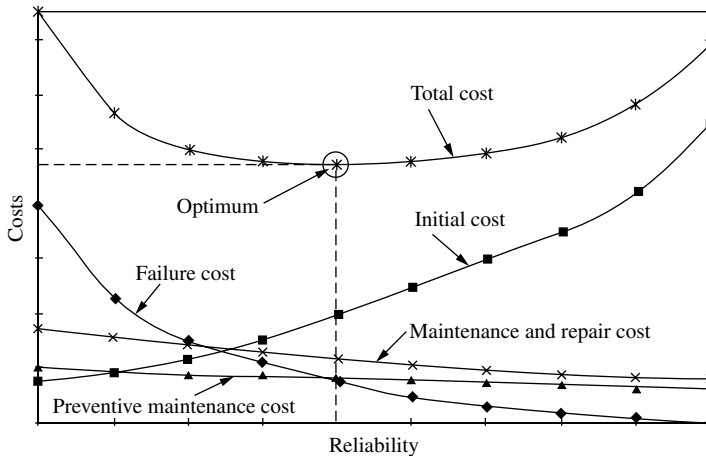 Total cost
Optimum
Initial cost
Costs
Failure cost
Maintenance and repair cost
Preventive maintenance cost
Reliability